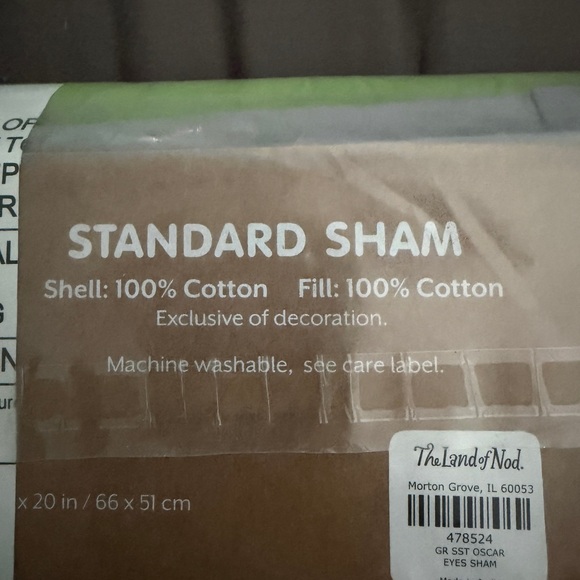 OF
STANDARD SHAM
Shell: 100% Cotton Fill: 100% Cotton
Exclusive of decoration.
Machine washable, see care label.
x 20 in / 66 x 51 cm
The Land of Nod.
Morton Grove, IL 60053
478524
GR SST OSCAR
EYES SHAM